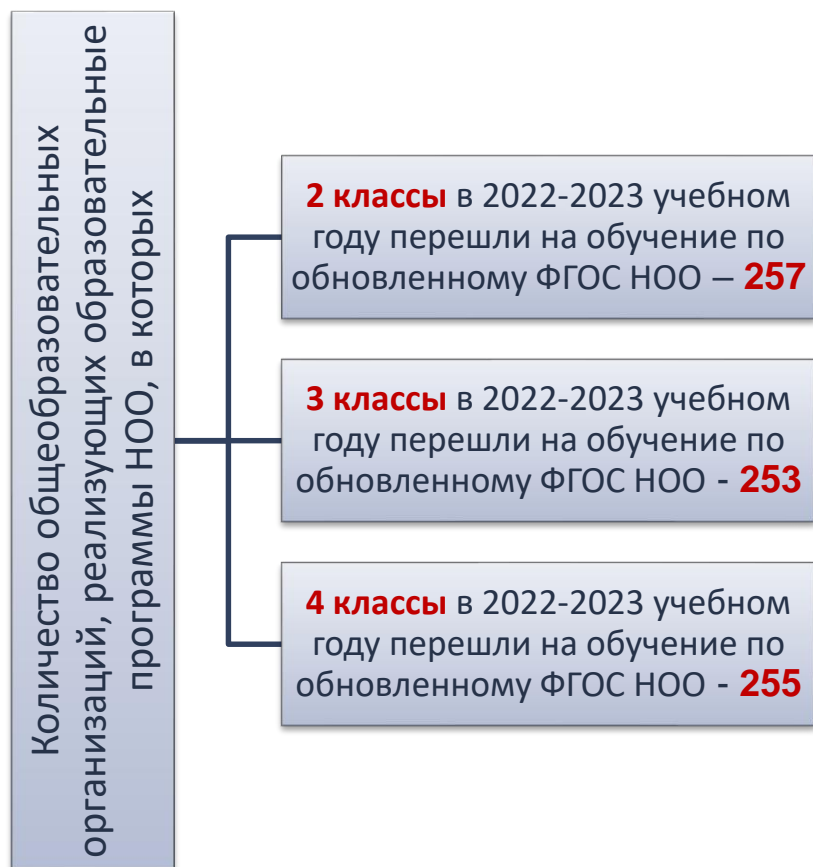 Количество общеобразовательных
организаций, реализующих образовательные
программы НОО, в которых
2 классы в 2022-2023 учебном
году перешли на обучение по
обновленному ФГОС НОО – 257
3 классы в 2022-2023 учебном
году перешли на обучение по
обновленному ФГОС НОО - 253
4 классы в 2022-2023 учебном
году перешли на обучение по
обновленному ФГОС НОО - 255